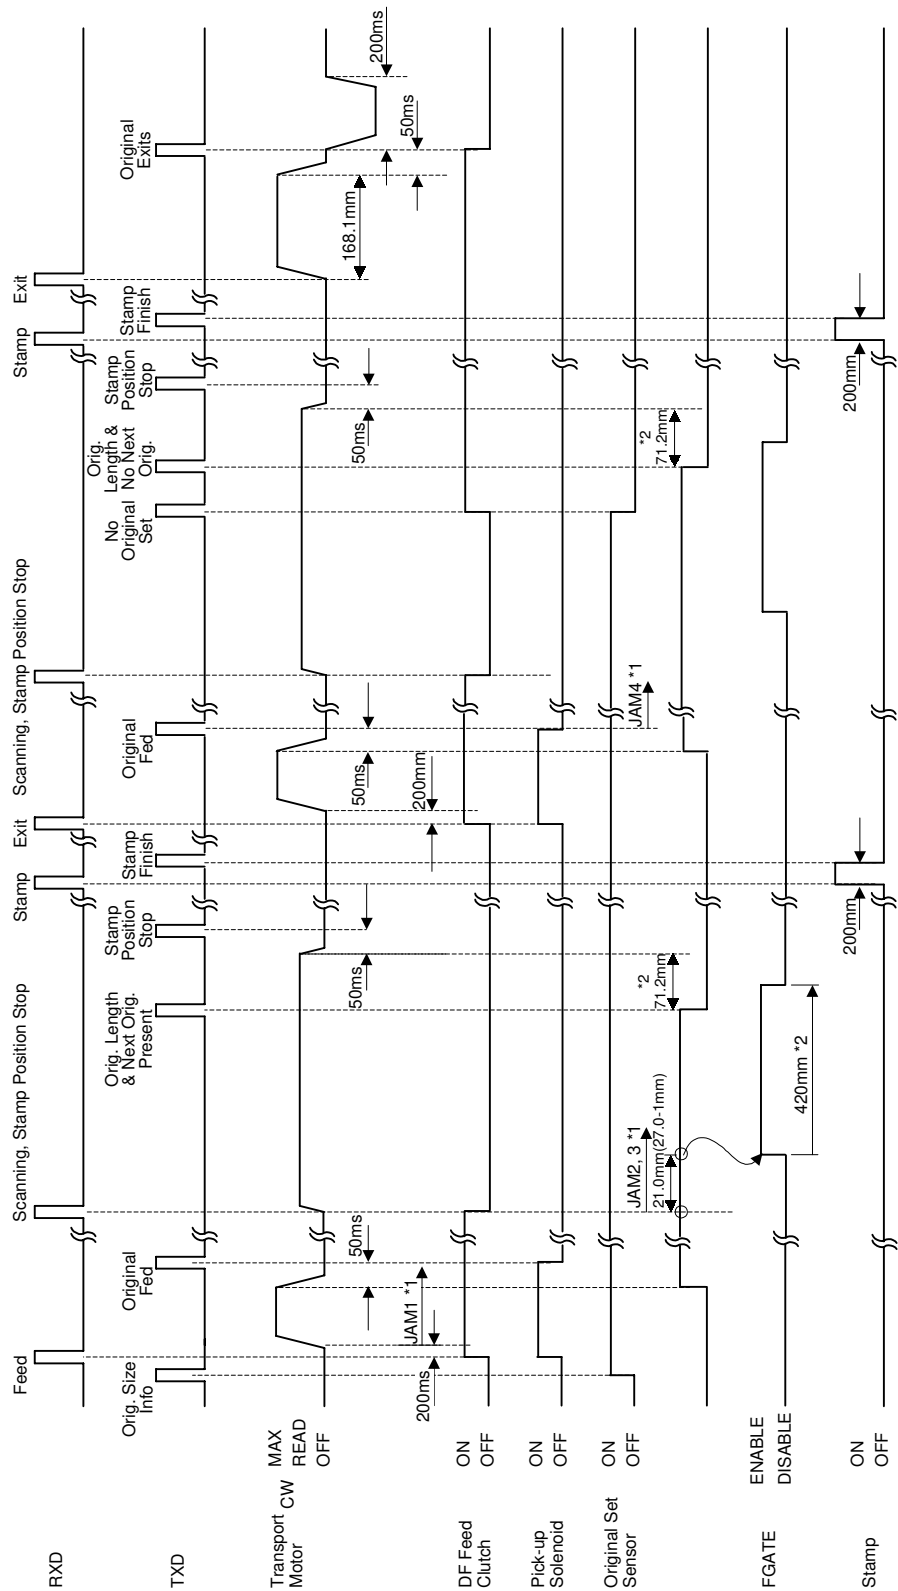 RXD
Feed
Scanning, Stamp Position Stop
Stamp
Exit
Scanning, Stamp Position Stop
Stamp
Exit
TXD
Orig. Size
Info
Original
Fed
Orig. Length
& Next Orig.
Present
Stamp
Position
Stop
Stamp
Finish
Original
Fed
No
Original
Set
Orig.
Length &
No Next
Orig.
Stamp
Position
Stop
Stamp
Finish
Original
Exits
Transport
Motor
CW
MAX
READ
OFF
50ms
50ms
50ms
50ms
168.1mm
50ms
200ms
JAM1 *1
200ms
200mm
DF Feed
Clutch
ON
OFF
Pick-up
Solenoid
ON
OFF
Original Set
Sensor
ON
OFF
JAM2, 3 *1
21.0mm(27.0-1mm)
*2
71.2mm
JAM4 *1
*2
71.2mm
FGATE
ENABLE
DISABLE
420mm *2
Stamp
ON
OFF
200mm
200mm